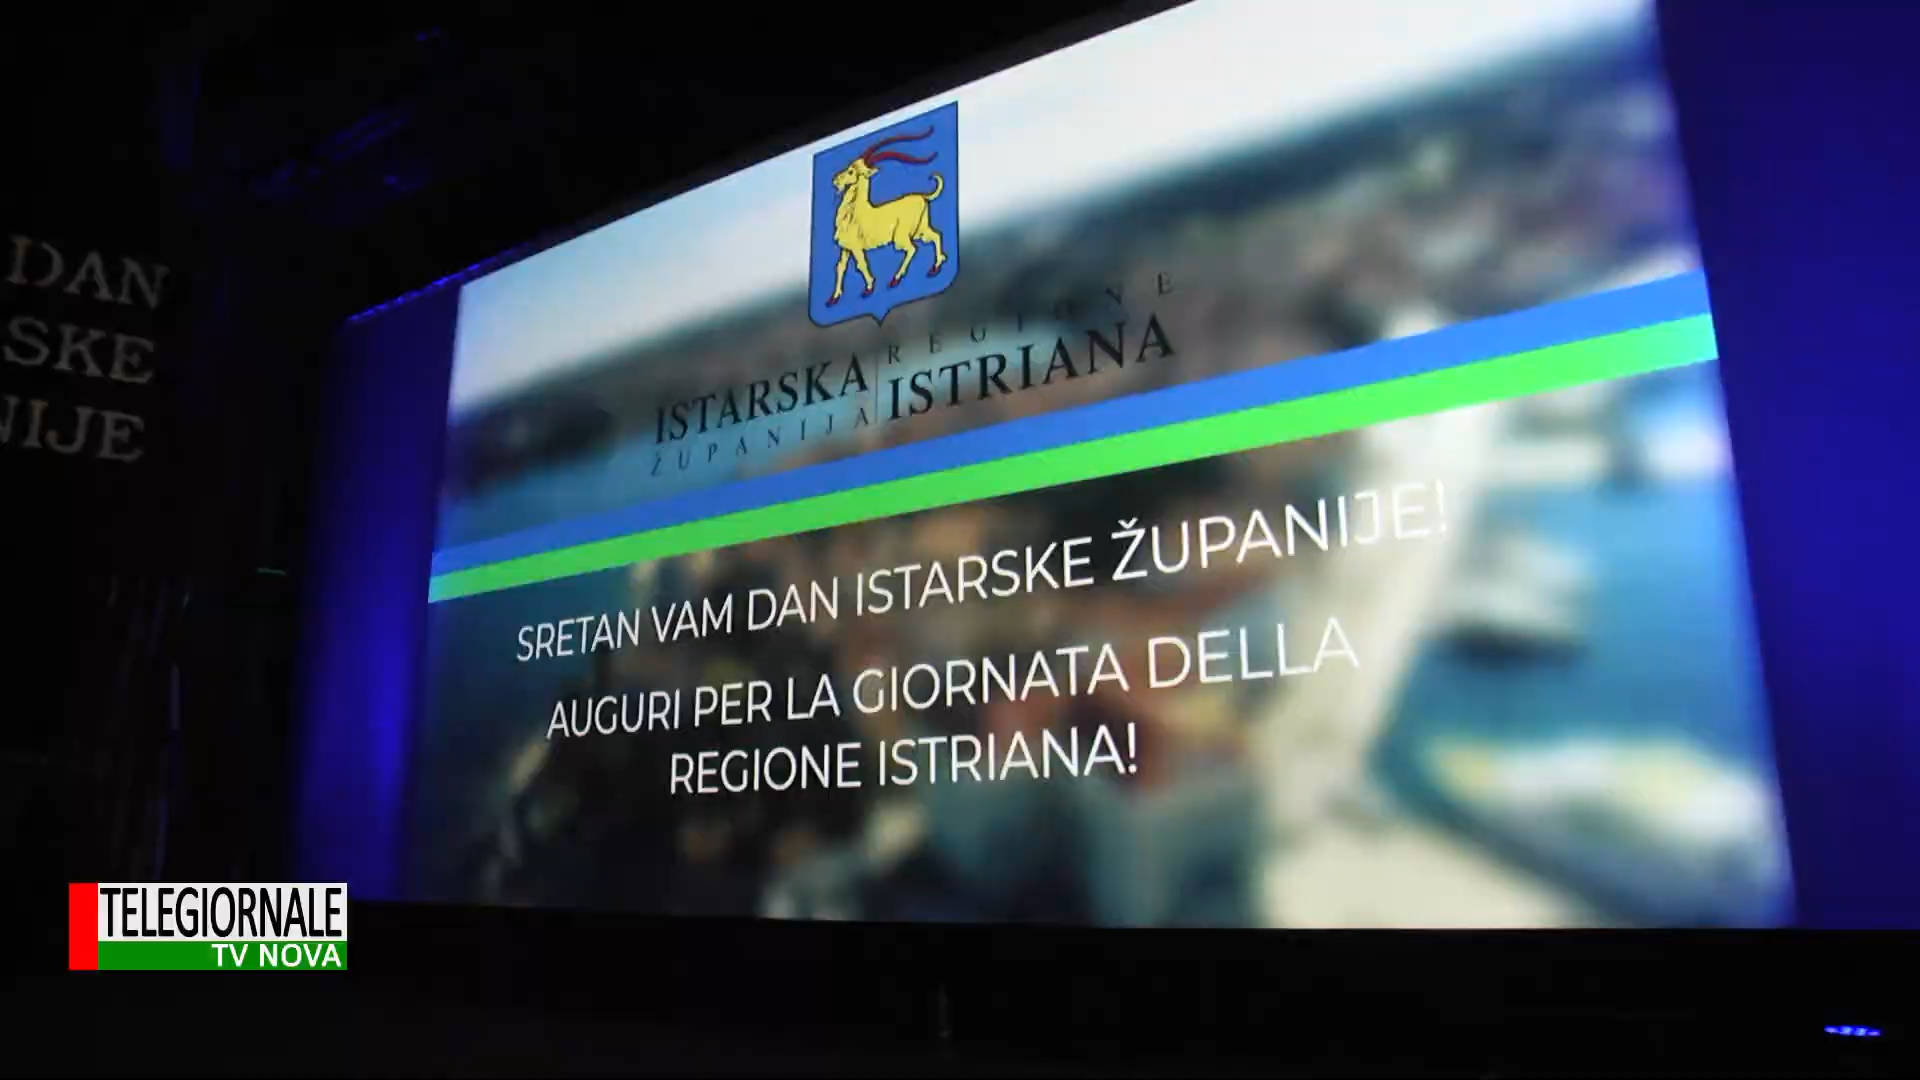 DAN
SKE
NIJE
ISTARSKA
ŽUPANIJA
REGIONE
ISTRIANA
SRETAN VAM DAN ISTARSKE ŽUPANIJE!
AUGURI PER LA GIORNATA DELLA
REGIONE ISTRIANA!
TELEGIORNALE
TV NOVA